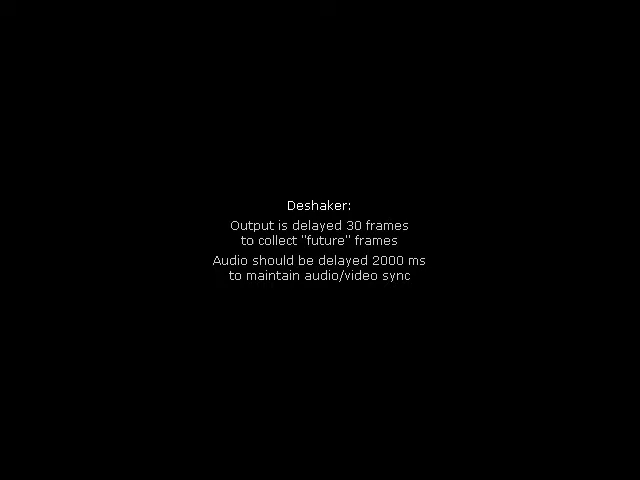 Deshaker:
Output is delayed 30 frames
to collect "future" frames
Audio should be delayed 2000 ms
to maintain audio/video sync